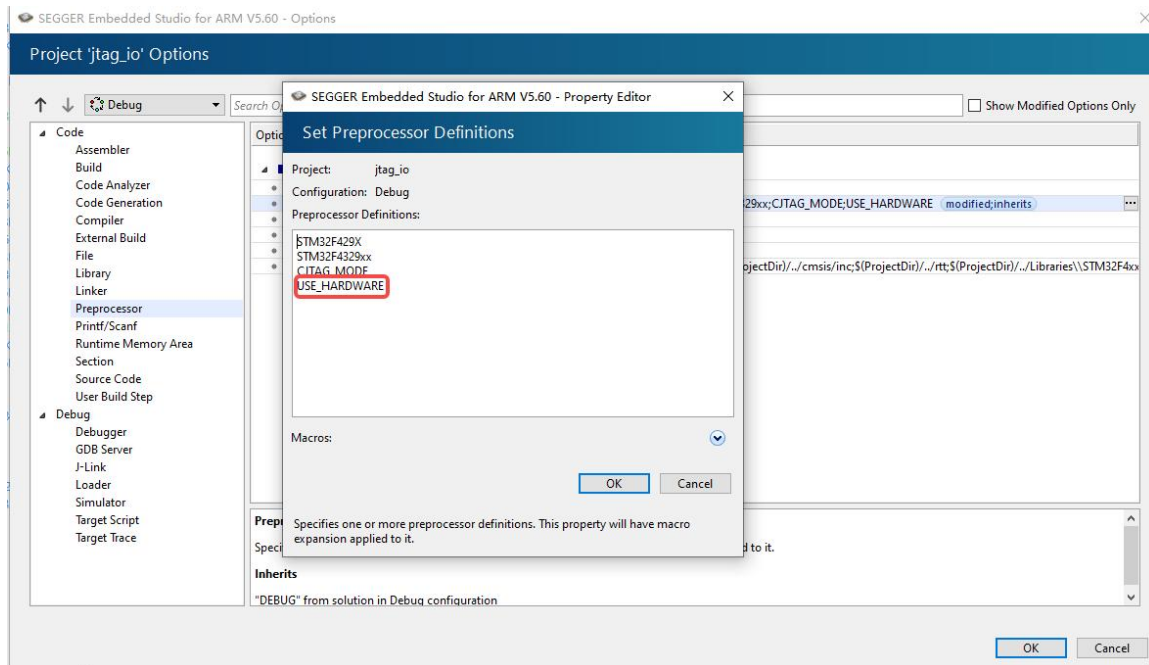 SEGGER Embedded Studio for ARM V5.60 - Options
Project 'jtag_io' Options
Debug
Search Op
Show Modified Options Only
Code
Assembler
Build
Code Analyzer
Code Generation
Compiler
External Build
File
Library
Linker
Preprocessor
Printf/Scanf
Runtime Memory Area
Section
Source Code
User Build Step
Debug
Debugger
GDB Server
J-Link
Loader
Simulator
Target Script
Target Trace
Optio
29xx;CJTAG_MODE;USE_HARDWARE modified;inherits ...
ojectDir)/../cmsis/inc;$(ProjectDir)/../rtt;$(ProjectDir)/../Libraries\\STM32F4xx
SEGGER Embedded Studio for ARM V5.60 - Property Editor
Set Preprocessor Definitions
Project: jtag_io
Configuration: Debug
Preprocessor Definitions:
STM32F429X
STM32F4329xx
CJTAG_MODE
USE_HARDWARE
Macros:
OK Cancel
Specifies one or more preprocessor definitions. This property will have macro
expansion applied to it.
Prepr
Speci
d to it.
Inherits
"DEBUG" from solution in Debug configuration
OK Cancel